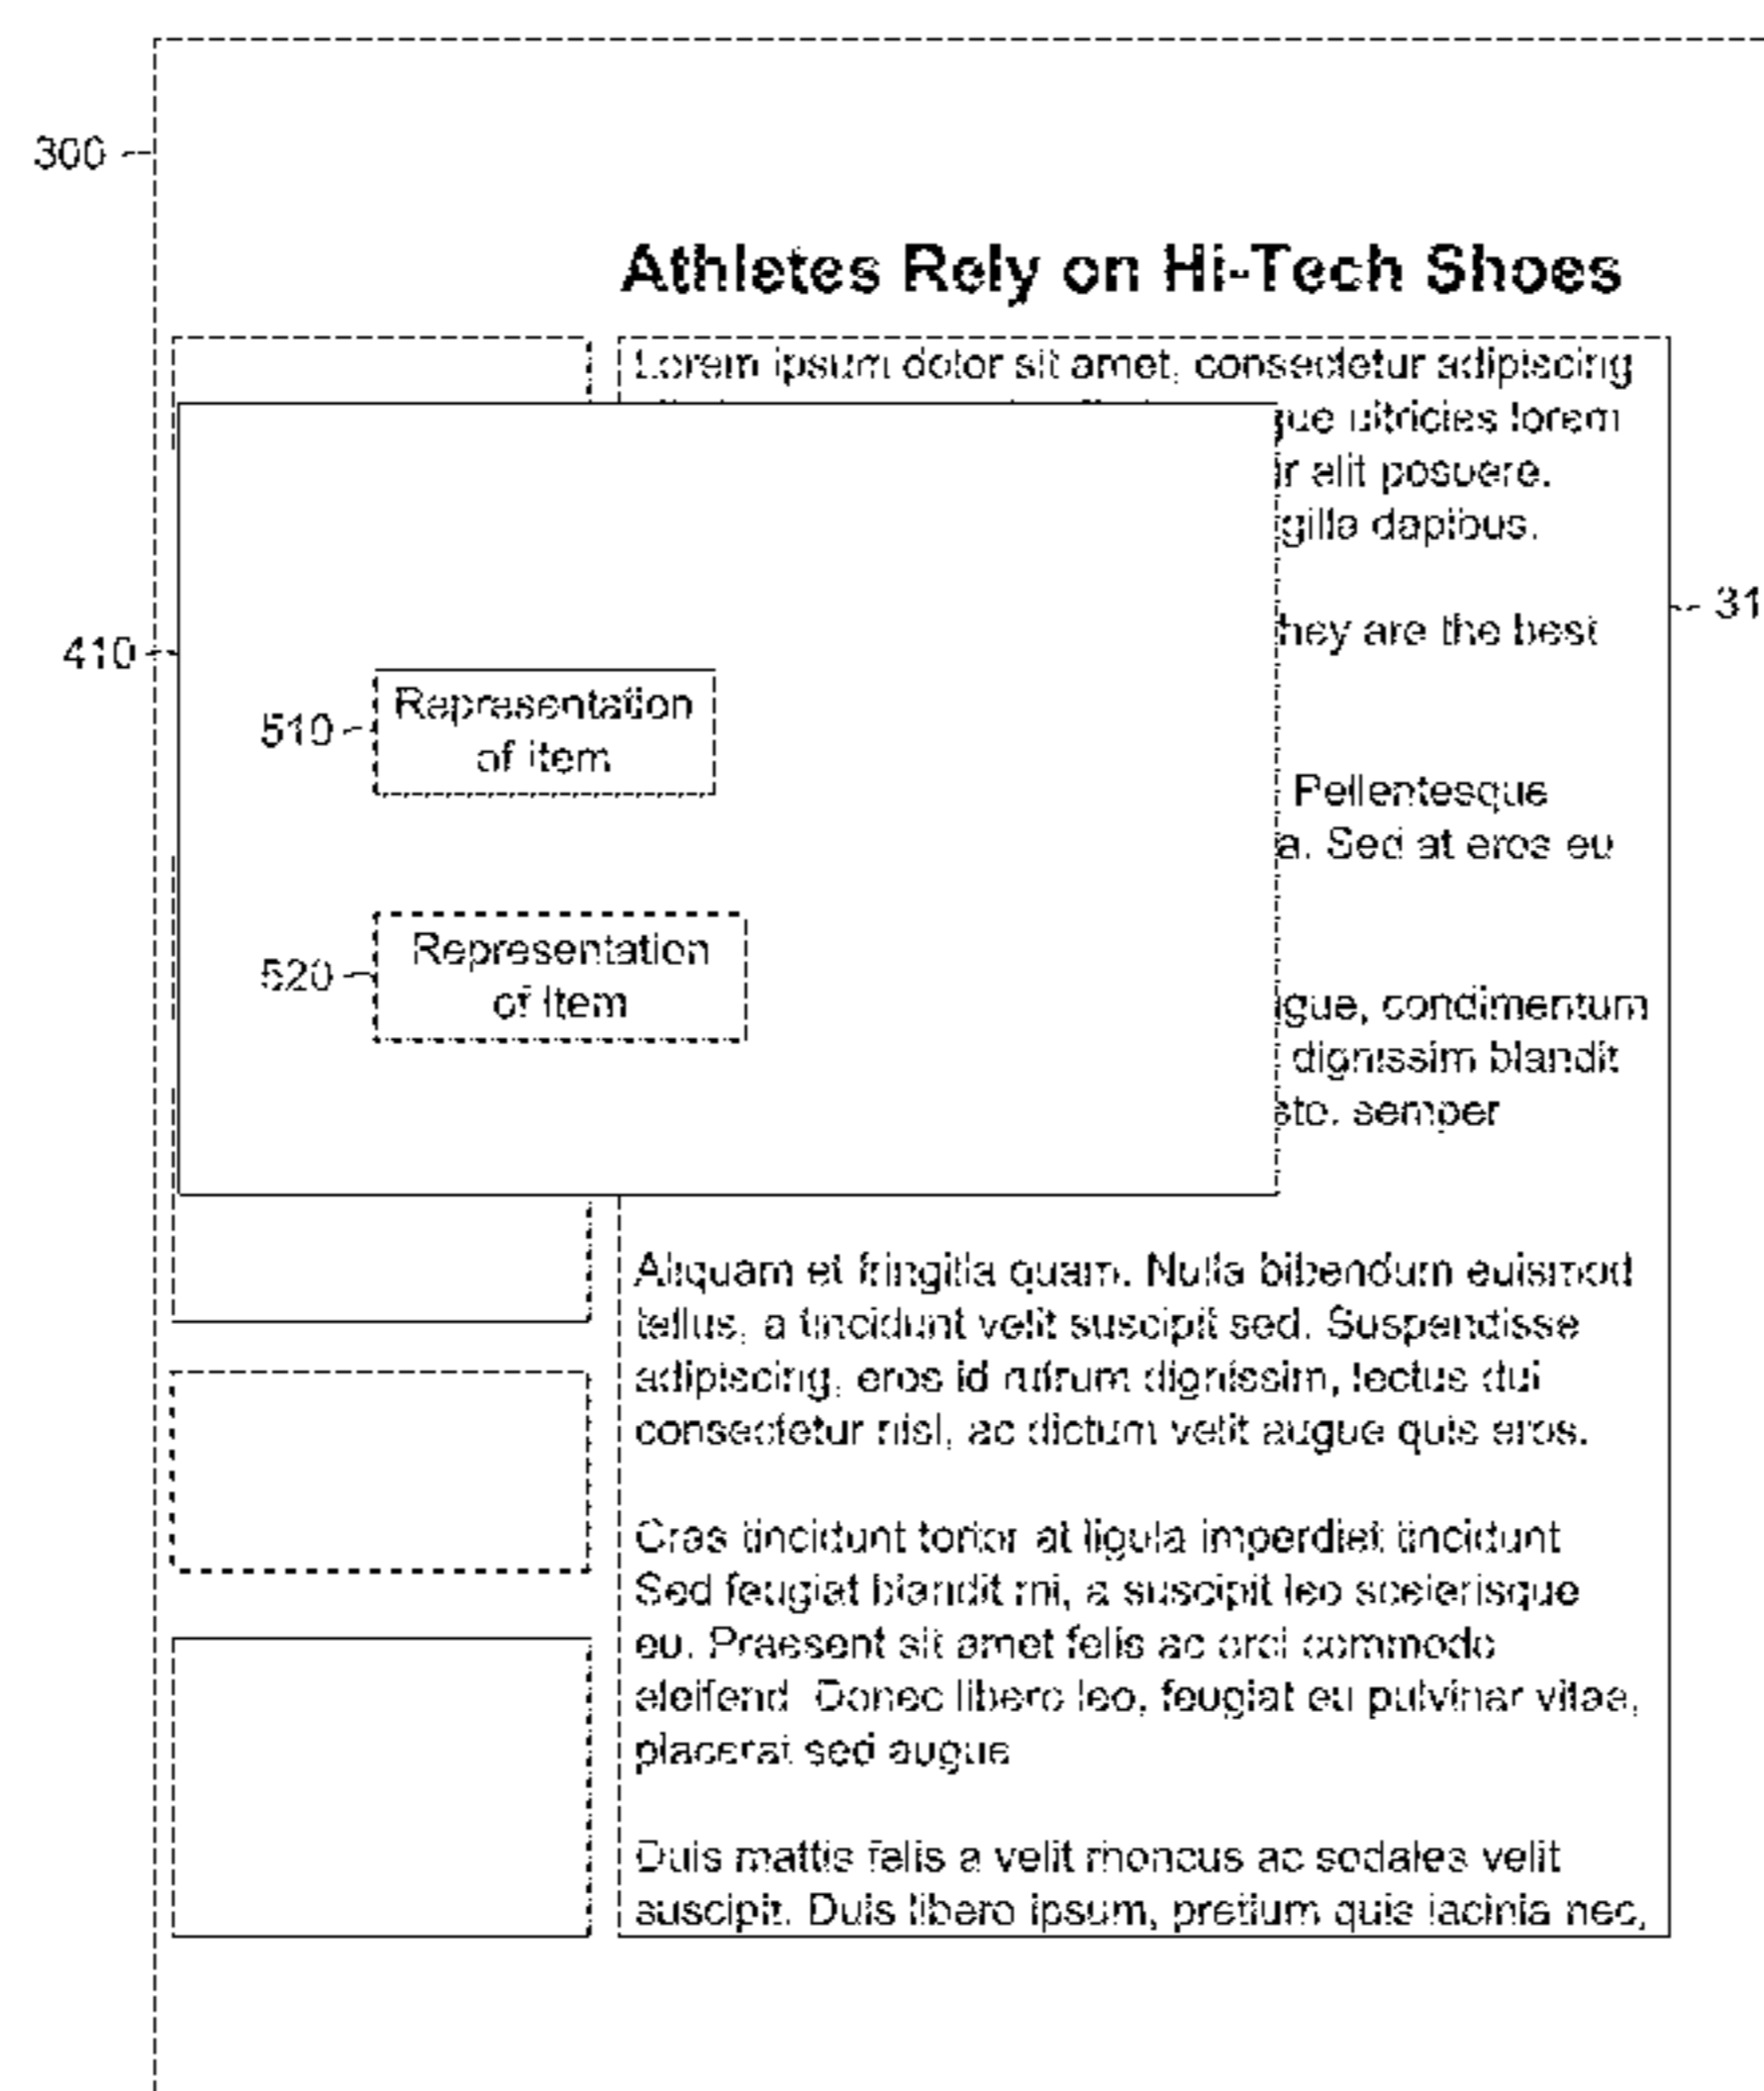 300
Athletes Rely on Hi-Tech Shoes
Lorem ipsum dolor sit amet, consectetur adipiscing
ultricies lorem
elit posuere.
dapibus.
31
410
they are the best
510
Representation
of item
Pellentesque
a. Sed at eros eu
520
Representation
of item
condimentum
dignissim blandit
semper
Aliquam et fringilla quam. Nulla bibendum euismod
tellus, a tincidunt velit suscipit sed. Suspendisse
adipiscing, eros id rutrum dignissim, lectus dui
consectetur nisl, ac dictum velit augue quis eros.
Cras tincidunt tortor at ligula imperdiet tincidunt
Sed feugiat blandit mi, a suscipit leo scelerisque
eu. Praesent sit amet felis ac orci commodo
eleifend. Donec libero leo, feugiat eu pulvinar vitae,
placerat sed augue
Duis mattis felis a velit rhoncus ac sodales velit
suscipit. Duis libero ipsum, pretium quis lacinia nec,